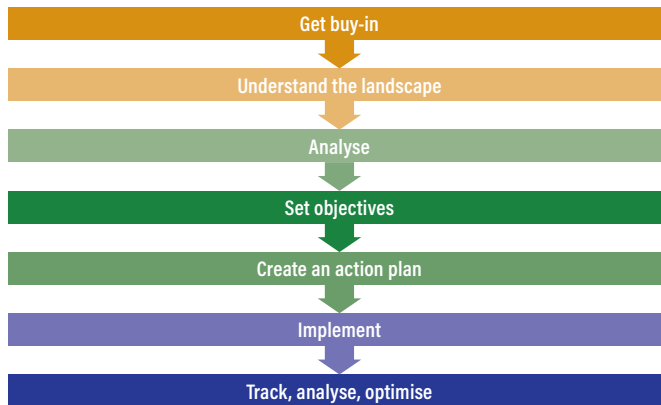 Get buy-in
Understand the landscape
Analyse
Set objectives
Create an action plan
Implement
Track, analyse, optimise